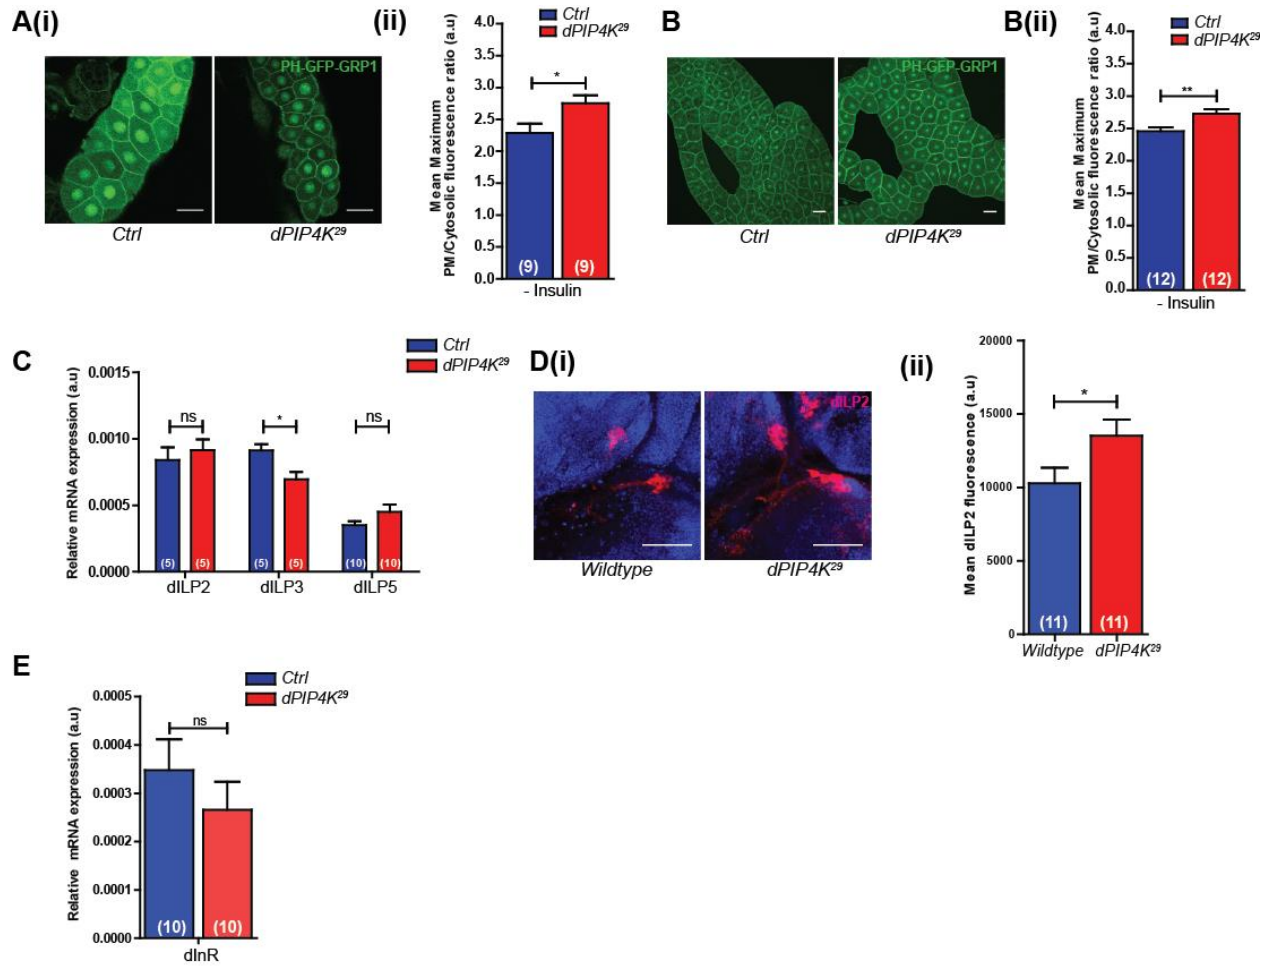 A(i)
PH-GFP-GRP1
Ctrl
dPIP4K²⁹
(ii)
Ctrl
dPIP4K²⁹
Mean Maximum
PM/Cytosolic fluorescence ratio (a.u)
4.0
3.5
3.0
2.5
2.0
1.5
1.0
0.5
0.0
*
(9)
(9)
- Insulin
B
PH-GFP-GRP1
Ctrl
dPIP4K²⁹
B(ii)
Ctrl
dPIP4K²⁹
Mean Maximum
PM/Cytosolic fluorescence ratio (a.u)
4.0
3.5
3.0
2.5
2.0
1.5
1.0
0.5
0.0
**
(12)
(12)
- Insulin
C
Ctrl
dPIP4K²⁹
Relative mRNA expression (a.u)
0.0015
0.0010
0.0005
0.0000
ns
*
ns
(5)
(5)
(5)
(5)
(10)
(10)
dILP2
dILP3
dILP5
D(i)
dILP2
Wildtype
dPIP4K²⁹
(ii)
Mean dILP2 fluorescence (a.u)
20000
15000
10000
5000
0
*
(11)
(11)
Wildtype
dPIP4K²⁹
E
Ctrl
dPIP4K²⁹
Relative mRNA expression (a.u)
0.0005
0.0004
0.0003
0.0002
0.0001
0.0000
ns
(10)
(10)
dInR